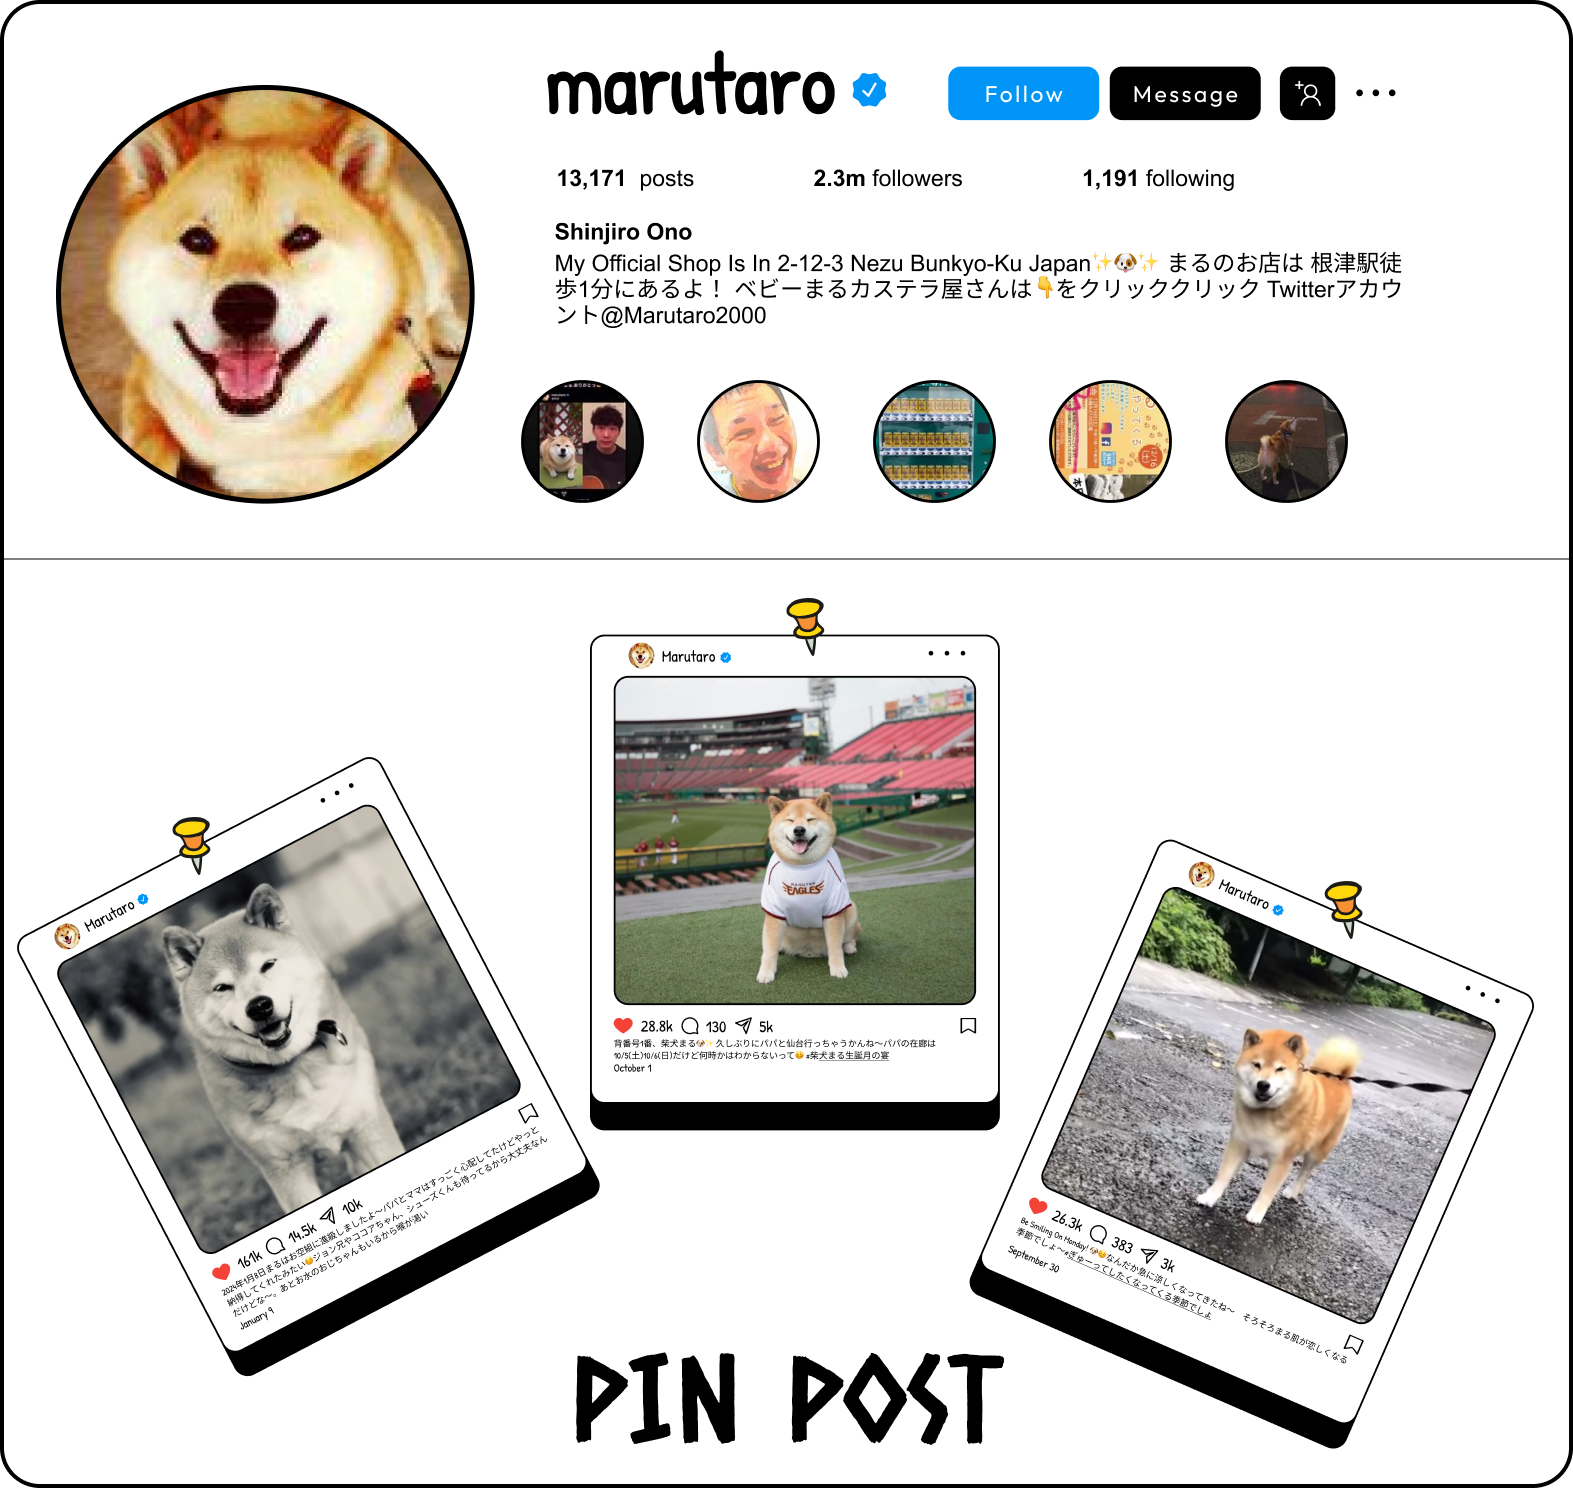 marutaro
Follow
Message
13,171 posts
2.3m followers
1,191 following
Shinjiro Ono
My Official Shop Is In 2-12-3 Nezu Bunkyo-Ku Japan✨🐶✨ まるのお店は 根津駅徒
歩1分にあるよ！ ベビーまるカステラ屋さんは👇をクリッククリック Twitterアカウ
ント@Marutaro2000
Marutaro
EAGLES
28.8k 130 5k
背番号1番、柴犬まる🐶✨ 久しぶりにパパと仙台行っちゃうかんね〜パパの在廊は
10/5(土)10/6(日)だけど何時かはわからないって😊 #柴犬まる生誕月の宴
October 1
Marutaro
161k 14.5k 10k
2024年1月8日まるはお空組に進級しましたよ〜パパとママはすっごく心配してたけどやっと
納得してくれたみたい😊ジョン兄やココアちゃん、シューズくんも待ってるから大丈夫なん
だけどな〜。あとお水のおじちゃんもいるから喉が渇い
January 9
Marutaro
26.3k 383 3k
Be Smiling On Monday! 🐶😊なんだか急に涼しくなってきたね〜 そろそろまる肌が恋しくなる
季節でしょ〜#ぎゅーってしたくなってくる季節でしょ
September 30
PIN POST